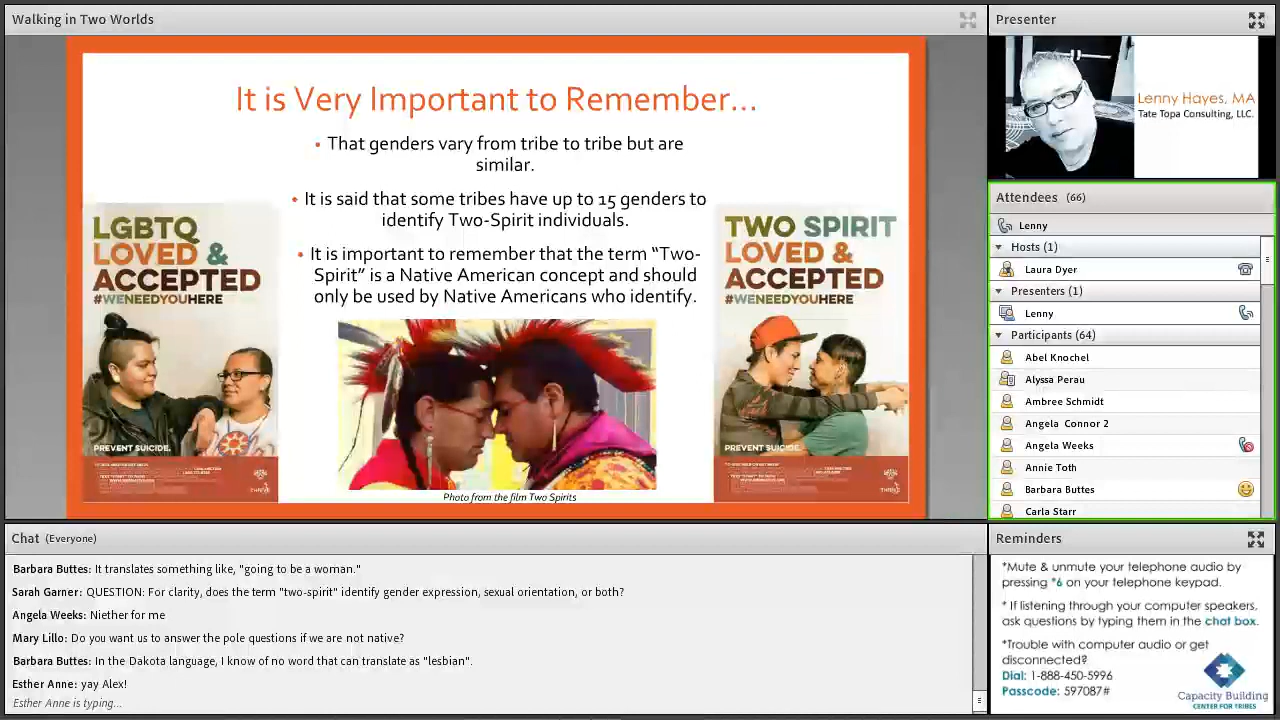 Walking in Two Worlds
It is Very Important to Remember...
• That genders vary from tribe to tribe but are
similar.
• It is said that some tribes have up to 15 genders to
identify Two-Spirit individuals.
• It is important to remember that the term “Two-
Spirit” is a Native American concept and should
only be used by Native Americans who identify.
LGBTQ
LOVED &
ACCEPTED
#WENEEDYOUHERE
PREVENT SUICIDE.
TWO SPIRIT
LOVED &
ACCEPTED
#WENEEDYOUHERE
PREVENT SUICIDE.
THRIVE
Photo from the film Two Spirits
Presenter
Lenny Hayes, MA
Tate Topa Consulting, LLC.
Attendees (66)
Lenny
Hosts (1)
Laura Dyer
Presenters (1)
Lenny
Participants (64)
Abel Knochel
Alyssa Perau
Ambree Schmidt
Angela Connor 2
Angela Weeks
Annie Toth
Barbara Buttes
Carla Starr
Chat (Everyone)
Barbara Buttes: It translates something like, "going to be a woman."
Sarah Garner: QUESTION: For clarity, does the term "two-spirit" identify gender expression, sexual orientation, or both?
Angela Weeks: Niether for me
Mary Lillo: Do you want us to answer the pole questions if we are not native?
Barbara Buttes: In the Dakota language, I know of no word that can translate as "lesbian".
Esther Anne: yay Alex!
Esther Anne is typing...
Reminders
*Mute & unmute your telephone audio by
pressing *6 on your telephone keypad.
* If listening through your computer speakers,
ask questions by typing them in the chat box.
*Trouble with computer audio or get
disconnected?
Dial: 1-888-450-5996
Passcode: 597087#
Capacity Building
CENTER FOR TRIBES